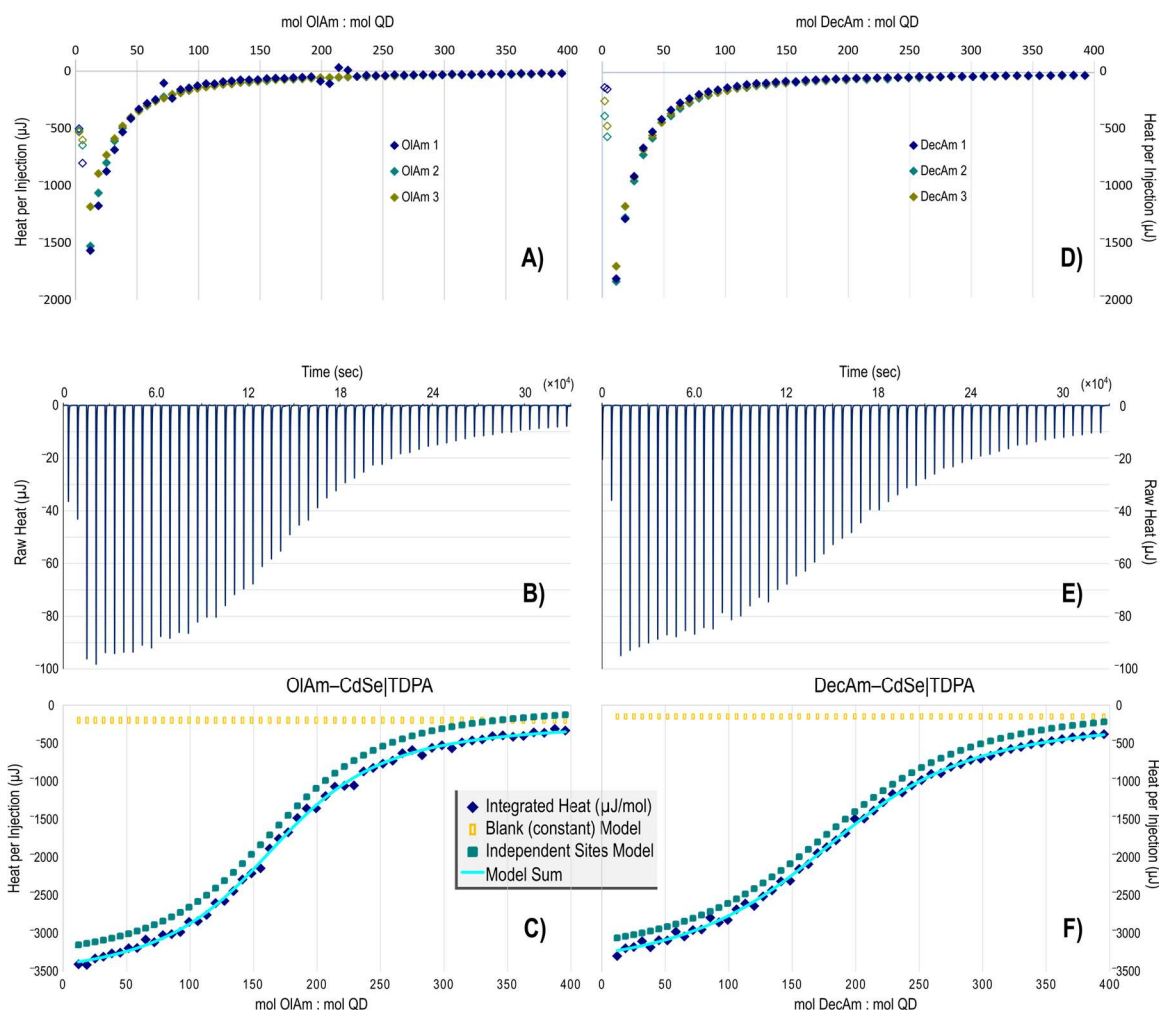 mol OlAm : mol QD
0 50 100 150 200 250 300 350 400
0
500
⁻1000
⁻1500
⁻2000
Heat per Injection (µJ)
OlAm 1
OlAm 2
OlAm 3
A)
mol DecAm : mol QD
0 50 100 150 200 250 300 350 400
0
⁻500
⁻1000
⁻1500
⁻2000
Heat per Injection (µJ)
DecAm 1
DecAm 2
DecAm 3
D)
Time (sec)
0 6.0 12 18 24 30
(×10⁴)
0
⁻20
⁻40
⁻60
⁻80
⁻100
Raw Heat (µJ)
B)
Time (sec)
0 6.0 12 18 24 30
(×10⁴)
0
⁻20
⁻40
⁻60
⁻80
⁻100
Raw Heat (µJ)
E)
OlAm–CdSe|TDPA
0
500
⁻1000
⁻1500
⁻2000
⁻2500
⁻3000
⁻3500
Heat per Injection (µJ)
C)
0 50 100 150 200 250 300 350 400
mol OlAm : mol QD
Integrated Heat (µJ/mol)
Blank (constant) Model
Independent Sites Model
Model Sum
DecAm–CdSe|TDPA
0
500
⁻1000
⁻1500
⁻2000
⁻2500
⁻3000
⁻3500
Heat per Injection (µJ)
F)
0 50 100 150 200 250 300 350 400
mol DecAm : mol QD